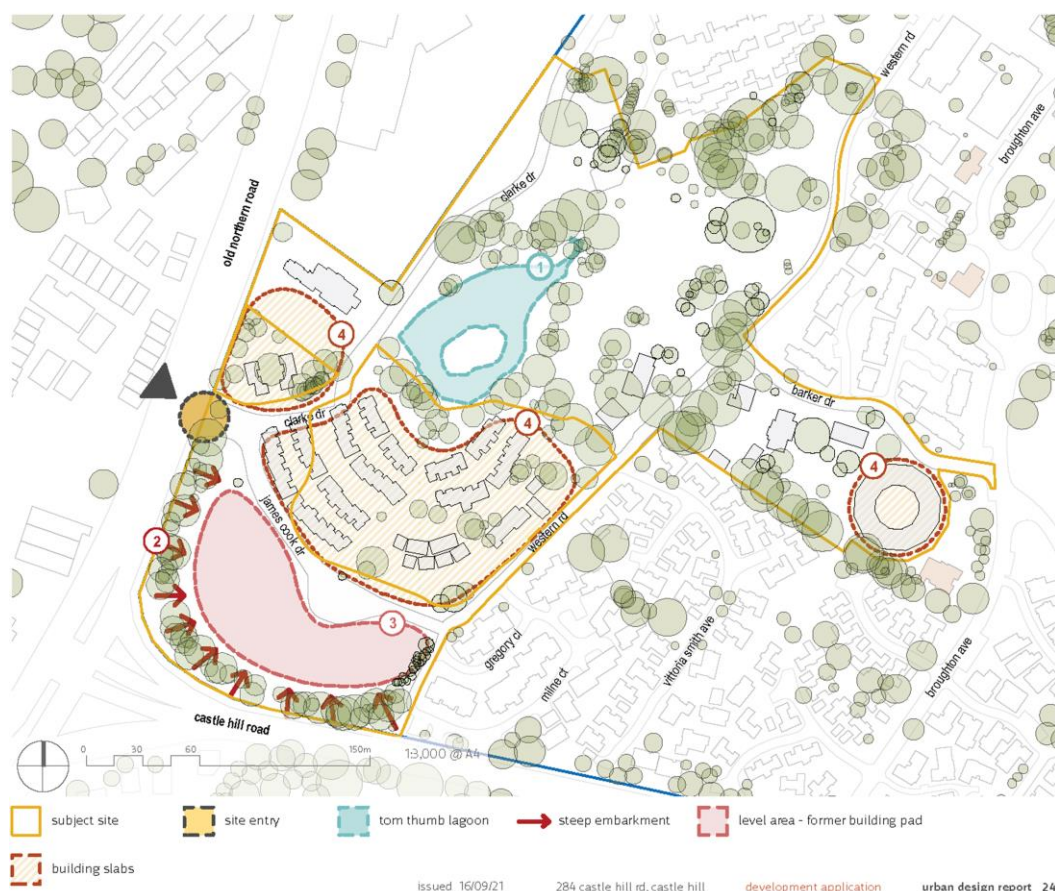 western rd
broughton ave
clarke dr
old northern road
1
4
clarke dr
4
barker dr
4
james cook dr
western rd
2
3
gregory cl
milne ct
vittoria smith ave
broughton ave
castle hill road
0 30 60 150m
1:3,000 @ A4
subject site
site entry
tom thumb lagoon
steep embarkment
level area - former building pad
building slabs
issued 16/09/21 284 castle hill rd, castle hill development application urban design report 24